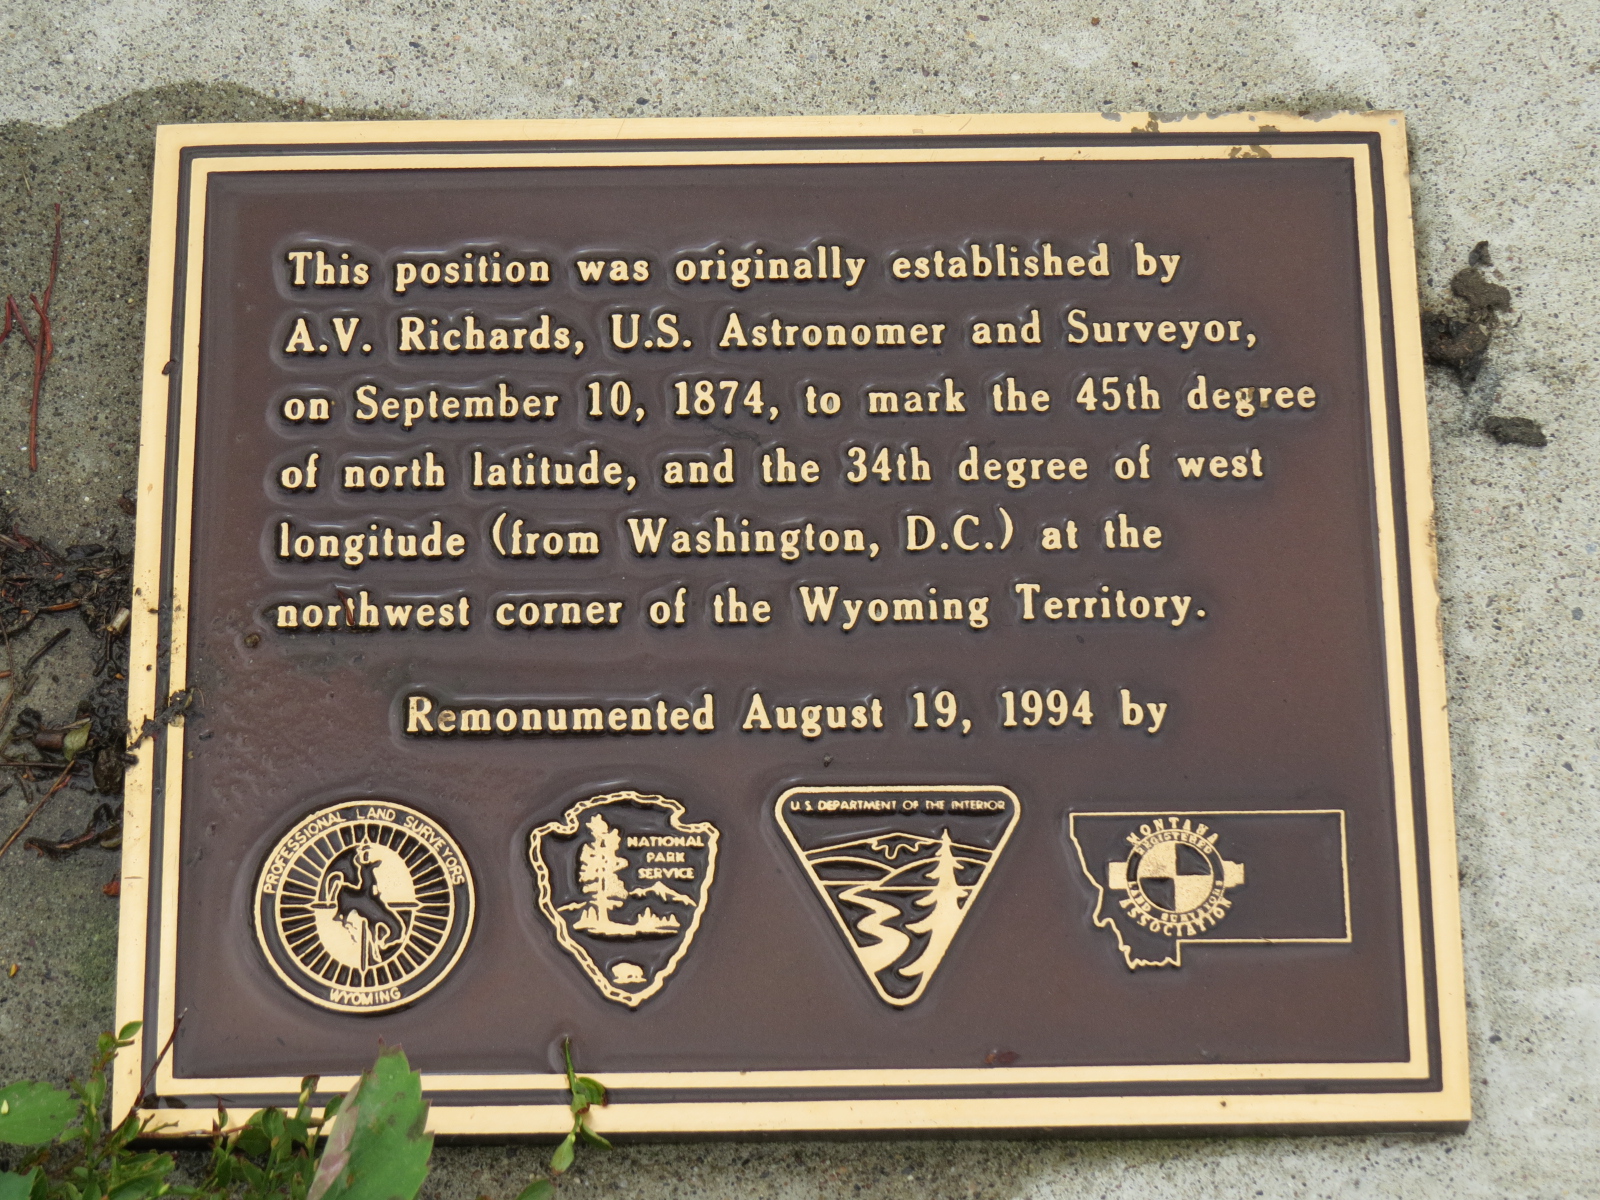 This position was originally established by
A.V. Richards, U.S. Astronomer and Surveyor,
on September 10, 1874, to mark the 45th degree
of north latitude, and the 34th degree of west
longitude (from Washington, D.C.) at the
northwest corner of the Wyoming Territory.
Remonumented August 19, 1994 by
PROFESSIONAL LAND SURVEYORS
WYOMING
NATIONAL
PARK
SERVICE
U.S. DEPARTMENT OF THE INTERIOR
MONTANA
REGISTERED
LAND SURVEYORS
ASSOCIATION